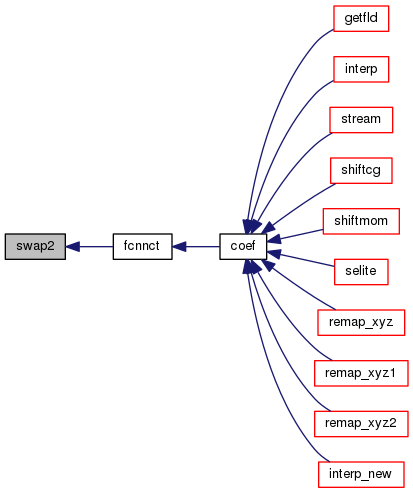 getfld
interp
stream
shiftcg
shiftmom
swap2
fcnnct
coef
selite
remap_xyz
remap_xyz1
remap_xyz2
interp_new